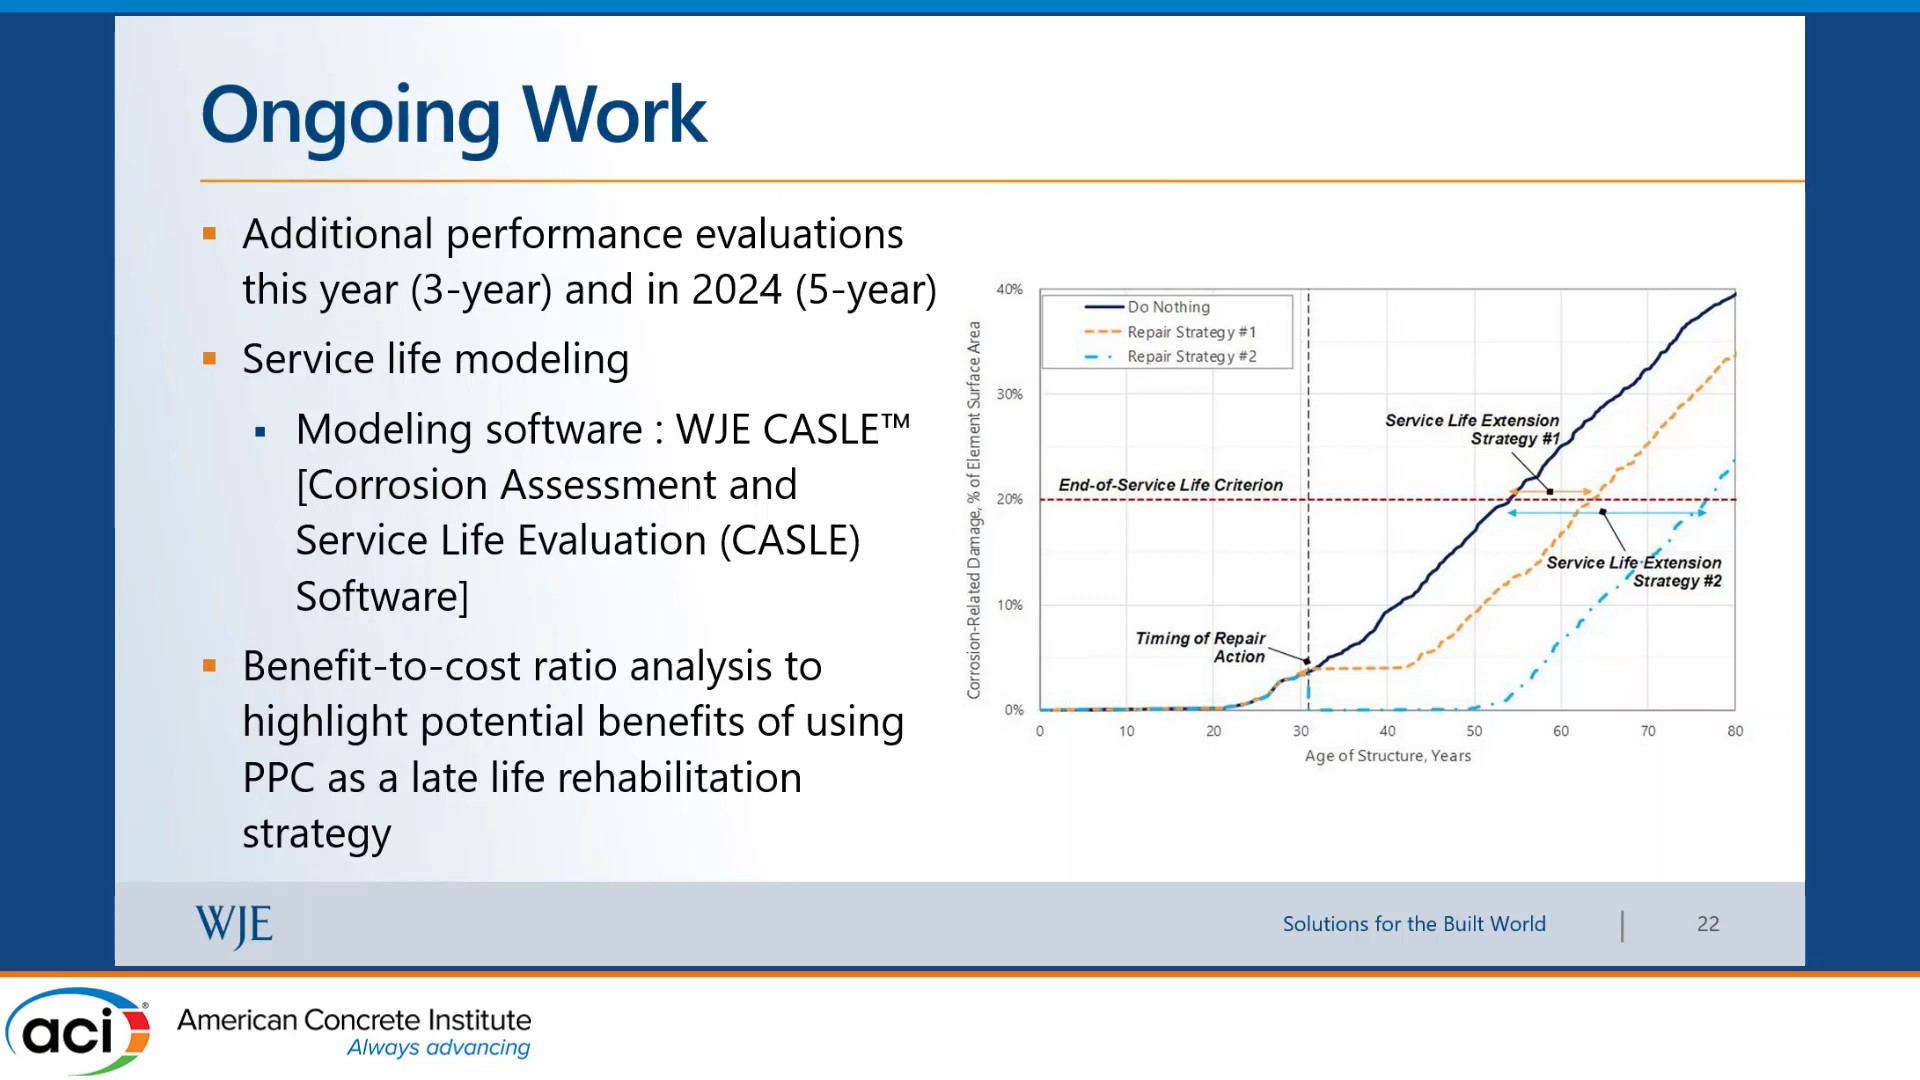 Ongoing Work
▪ Additional performance evaluations
this year (3-year) and in 2024 (5-year)
▪ Service life modeling
▪ Modeling software : WJE CASLE™
[Corrosion Assessment and
Service Life Evaluation (CASLE)
Software]
▪ Benefit-to-cost ratio analysis to
highlight potential benefits of using
PPC as a late life rehabilitation
strategy
Corrosion-Related Damage, % of Element Surface Area
40%
30%
20%
10%
0%
Do Nothing
Repair Strategy #1
Repair Strategy #2
Service Life Extension
Strategy #1
End-of-Service Life Criterion
Service Life Extension
Strategy #2
Timing of Repair
Action
0 10 20 30 40 50 60 70 80
Age of Structure, Years
WJE
Solutions for the Built World | 22
aci®
American Concrete Institute
Always advancing